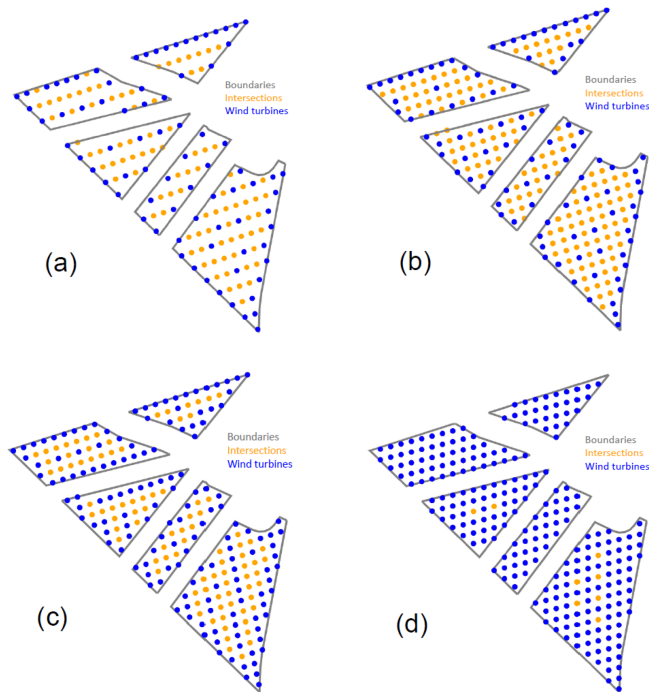 Boundaries
Intersections
Wind turbines
(a)
Boundaries
Intersections
Wind turbines
(b)
Boundaries
Intersections
Wind turbines
(c)
Boundaries
Intersections
Wind turbines
(d)